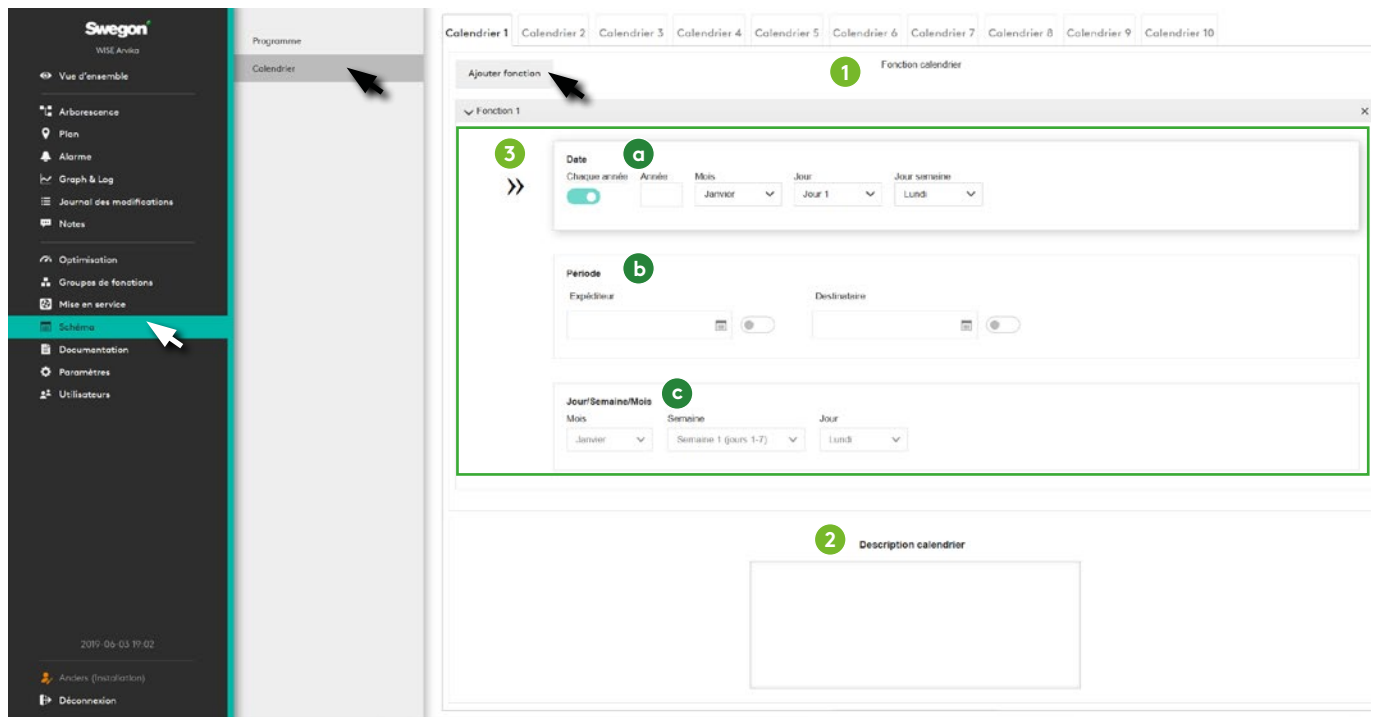 Swegon
WISE Arvika
Vue d'ensemble
Arborescence
Plan
Alarme
Graph & Log
Journal des modifications
Notes
Optimisation
Groupes de fonctions
Mise en service
Schéma
Documentation
Paramètres
Utilisateurs
2019-06-03 19:02
Anders (Installation)
Déconnexion
Programme
Calendrier
Calendrier 1 Calendrier 2 Calendrier 3 Calendrier 4 Calendrier 5 Calendrier 6 Calendrier 7 Calendrier 8 Calendrier 9 Calendrier 10
Ajouter fonction 1 Fonction calendrier
Fonction 1
3
Date a
Chaque année Année Mois Jour Jour semaine
Janvier Jour 1 Lundi
Période b
Expéditeur Destinataire
Jour/Semaine/Mois c
Mois Semaine Jour
Janvier Semaine 1 (jours 1-7) Lundi
2 Description calendrier